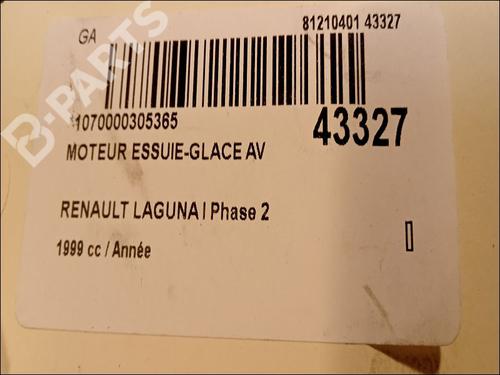 GA
81210401 43327
1070000305365
43327
MOTEUR ESSUIE-GLACE AV
RENAULT LAGUNA I Phase 2
1999 cc / Année
B-PARTS